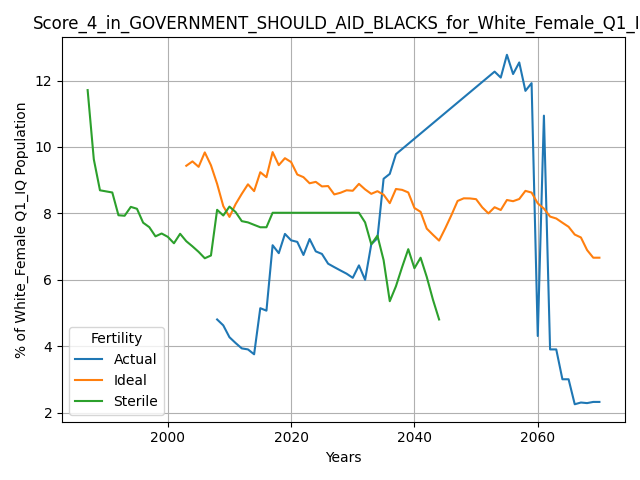 Score_4_in_GOVERNMENT_SHOULD_AID_BLACKS_for_White_Female_Q1_I
% of White_Female Q1_IQ Population
12
10
8
6
4
2
Fertility
Actual
Ideal
Sterile
2000
2020
2040
2060
Years